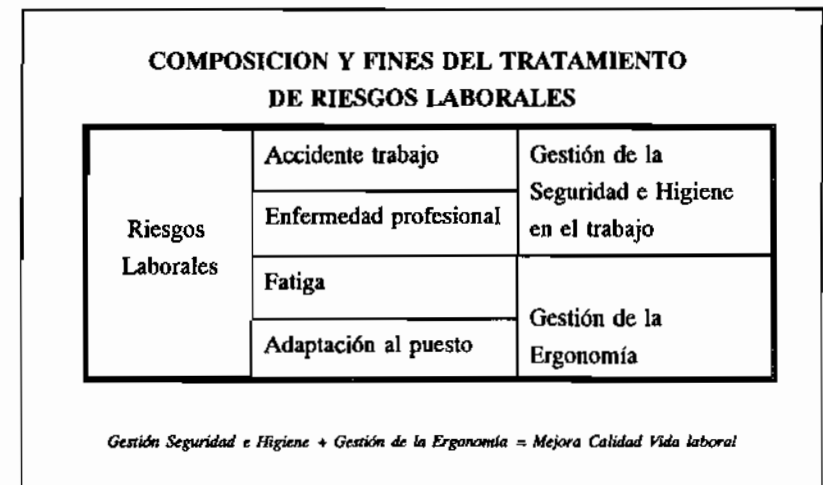 COMPOSICION Y FINES DEL TRATAMIENTO
DE RIESGOS LABORALES
Riesgos
Laborales
Accidente trabajo
Enfermedad profesional
Fatiga
Adaptación al puesto
Gestión de la
Seguridad e Higiene
en el trabajo
Gestión de la
Ergonomía
Gestión Seguridad e Higiene + Gestión de la Ergonomía = Mejora Calidad Vida laboral